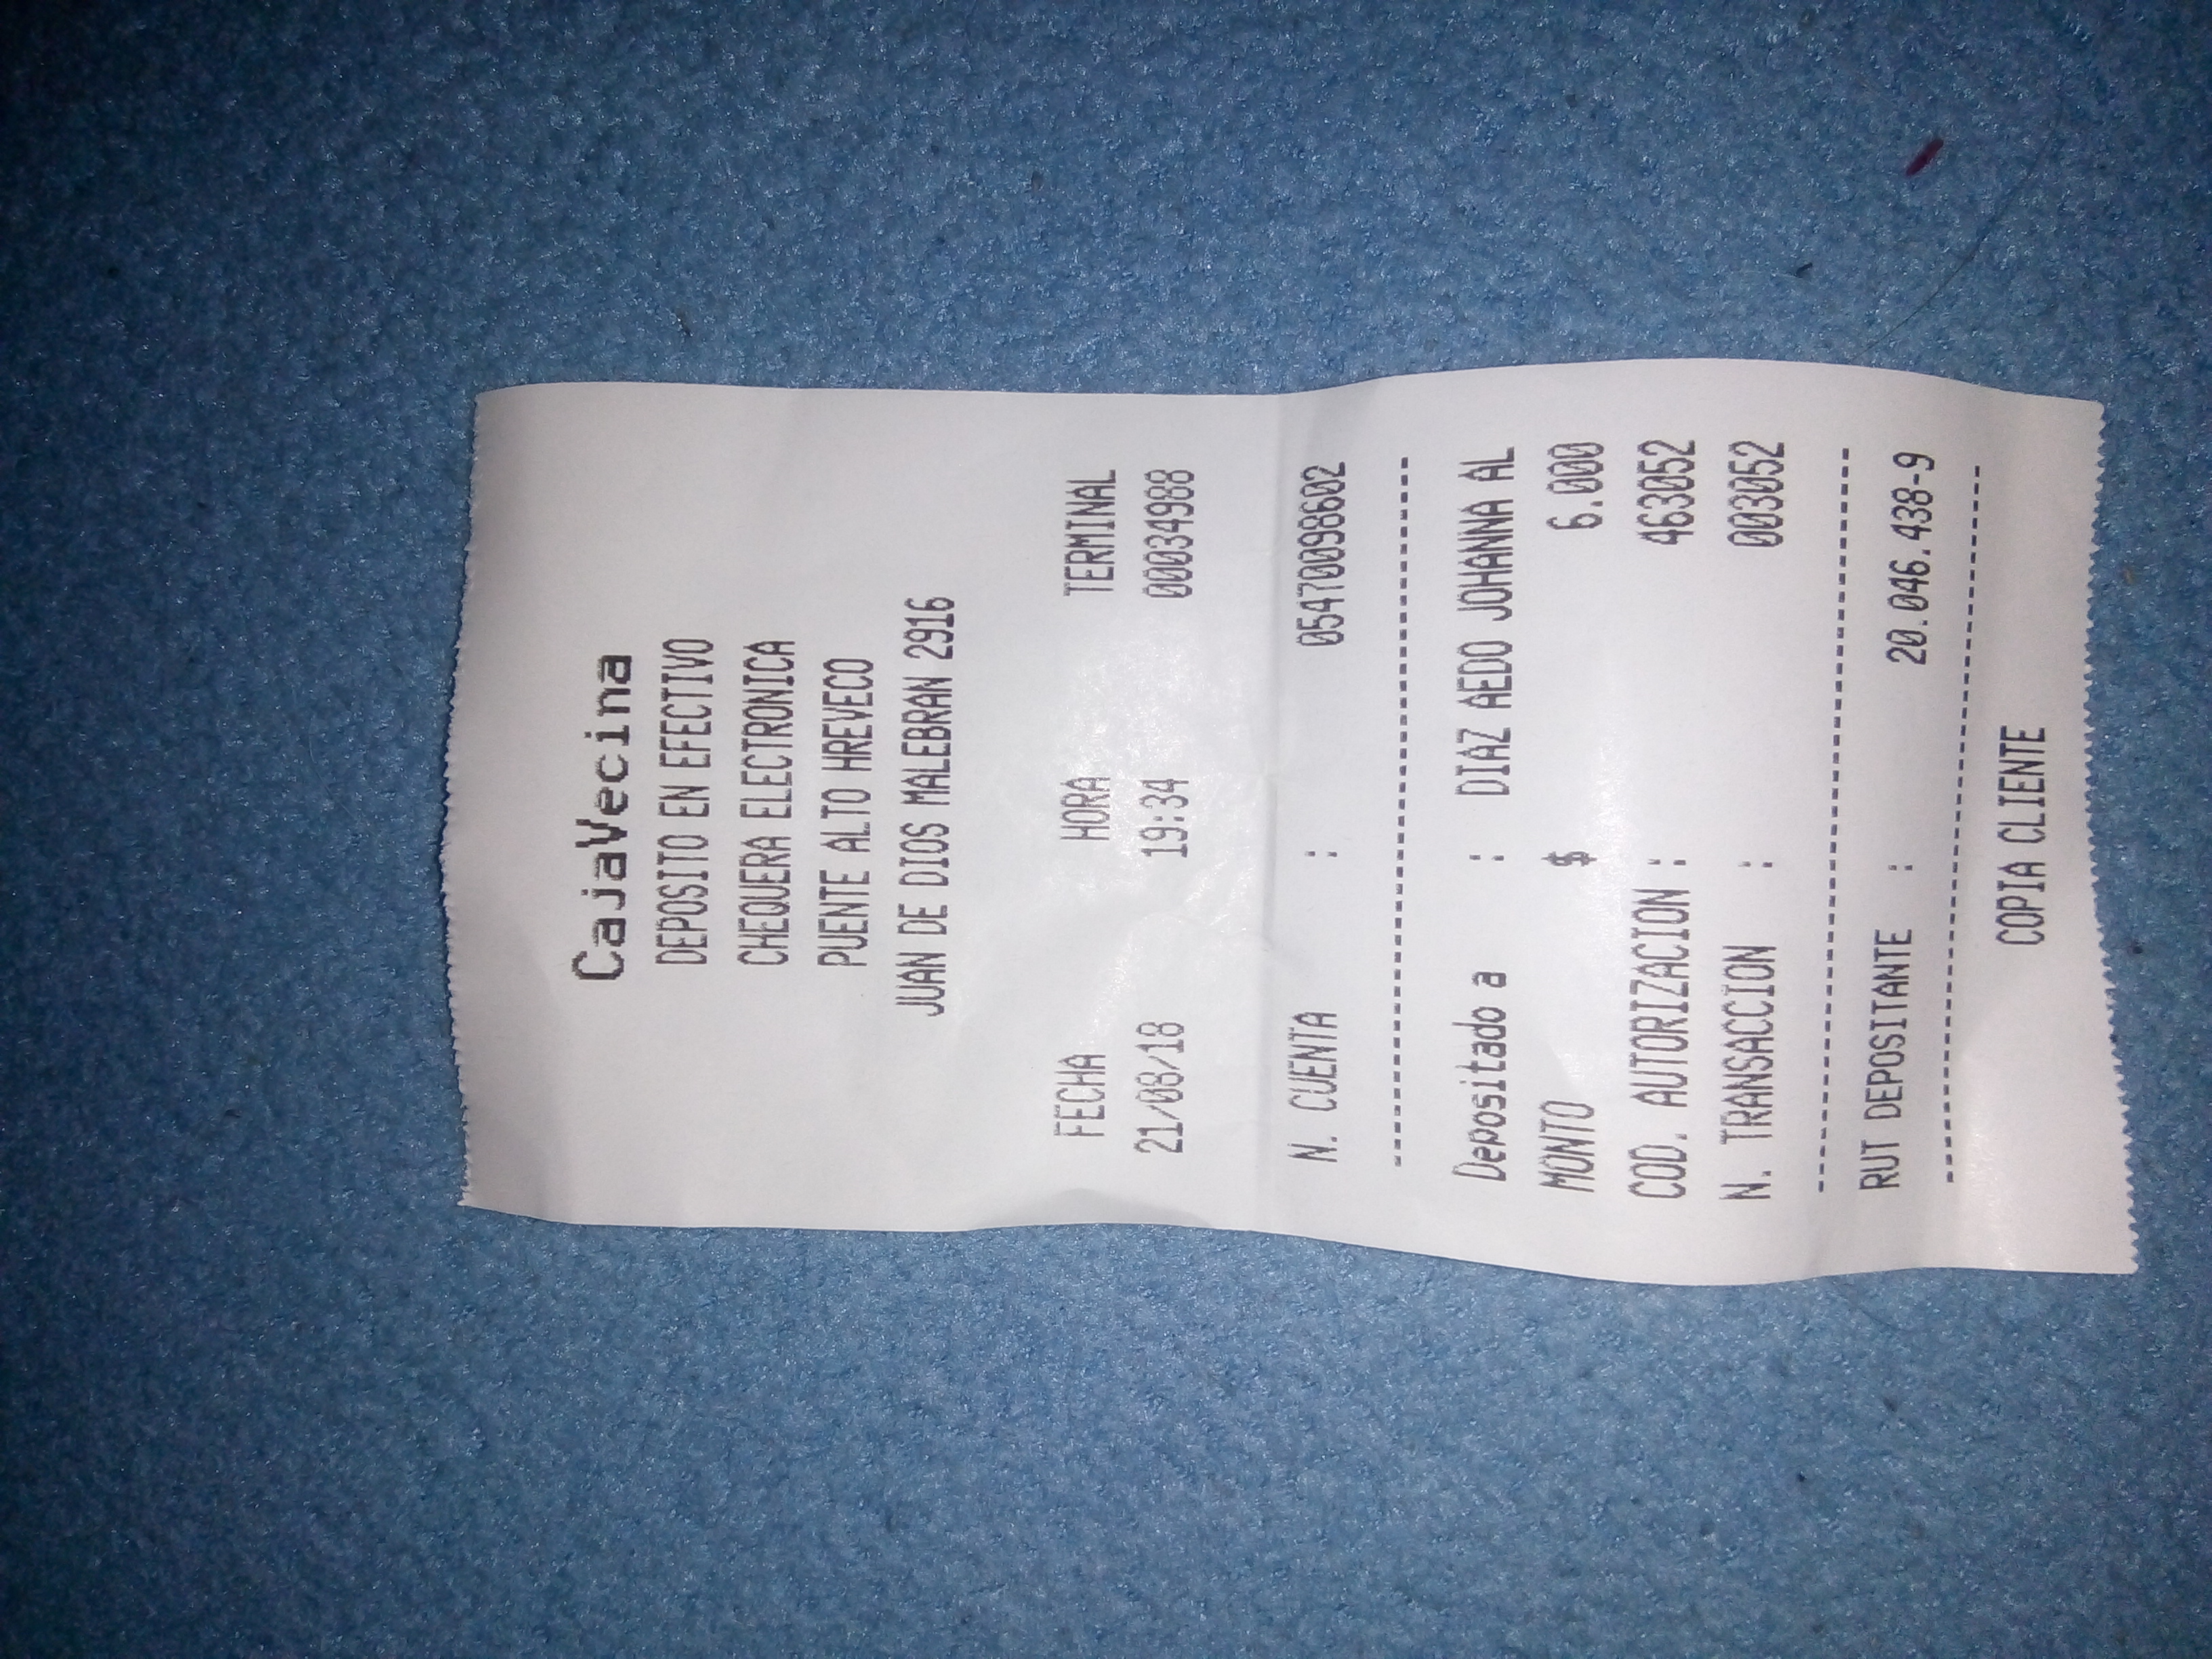 CajaVecina
DEPOSITO EN EFECTIVO
CHEQUERA ELECTRONICA
PUENTE ALTO HREVECO
JUAN DE DIOS MALEBRAN 2916
FECHA HORA TERMINAL
21/08/18 19:34 00034988
N. CUENTA : 05470098602
Depositado a : DIAZ AEDO JOHANNA AL
MONTO $ 6.000
COD. AUTORIZACION : 463052
N. TRANSACCION : 003052
RUT DEPOSITANTE : 20.046.438-9
COPIA CLIENTE